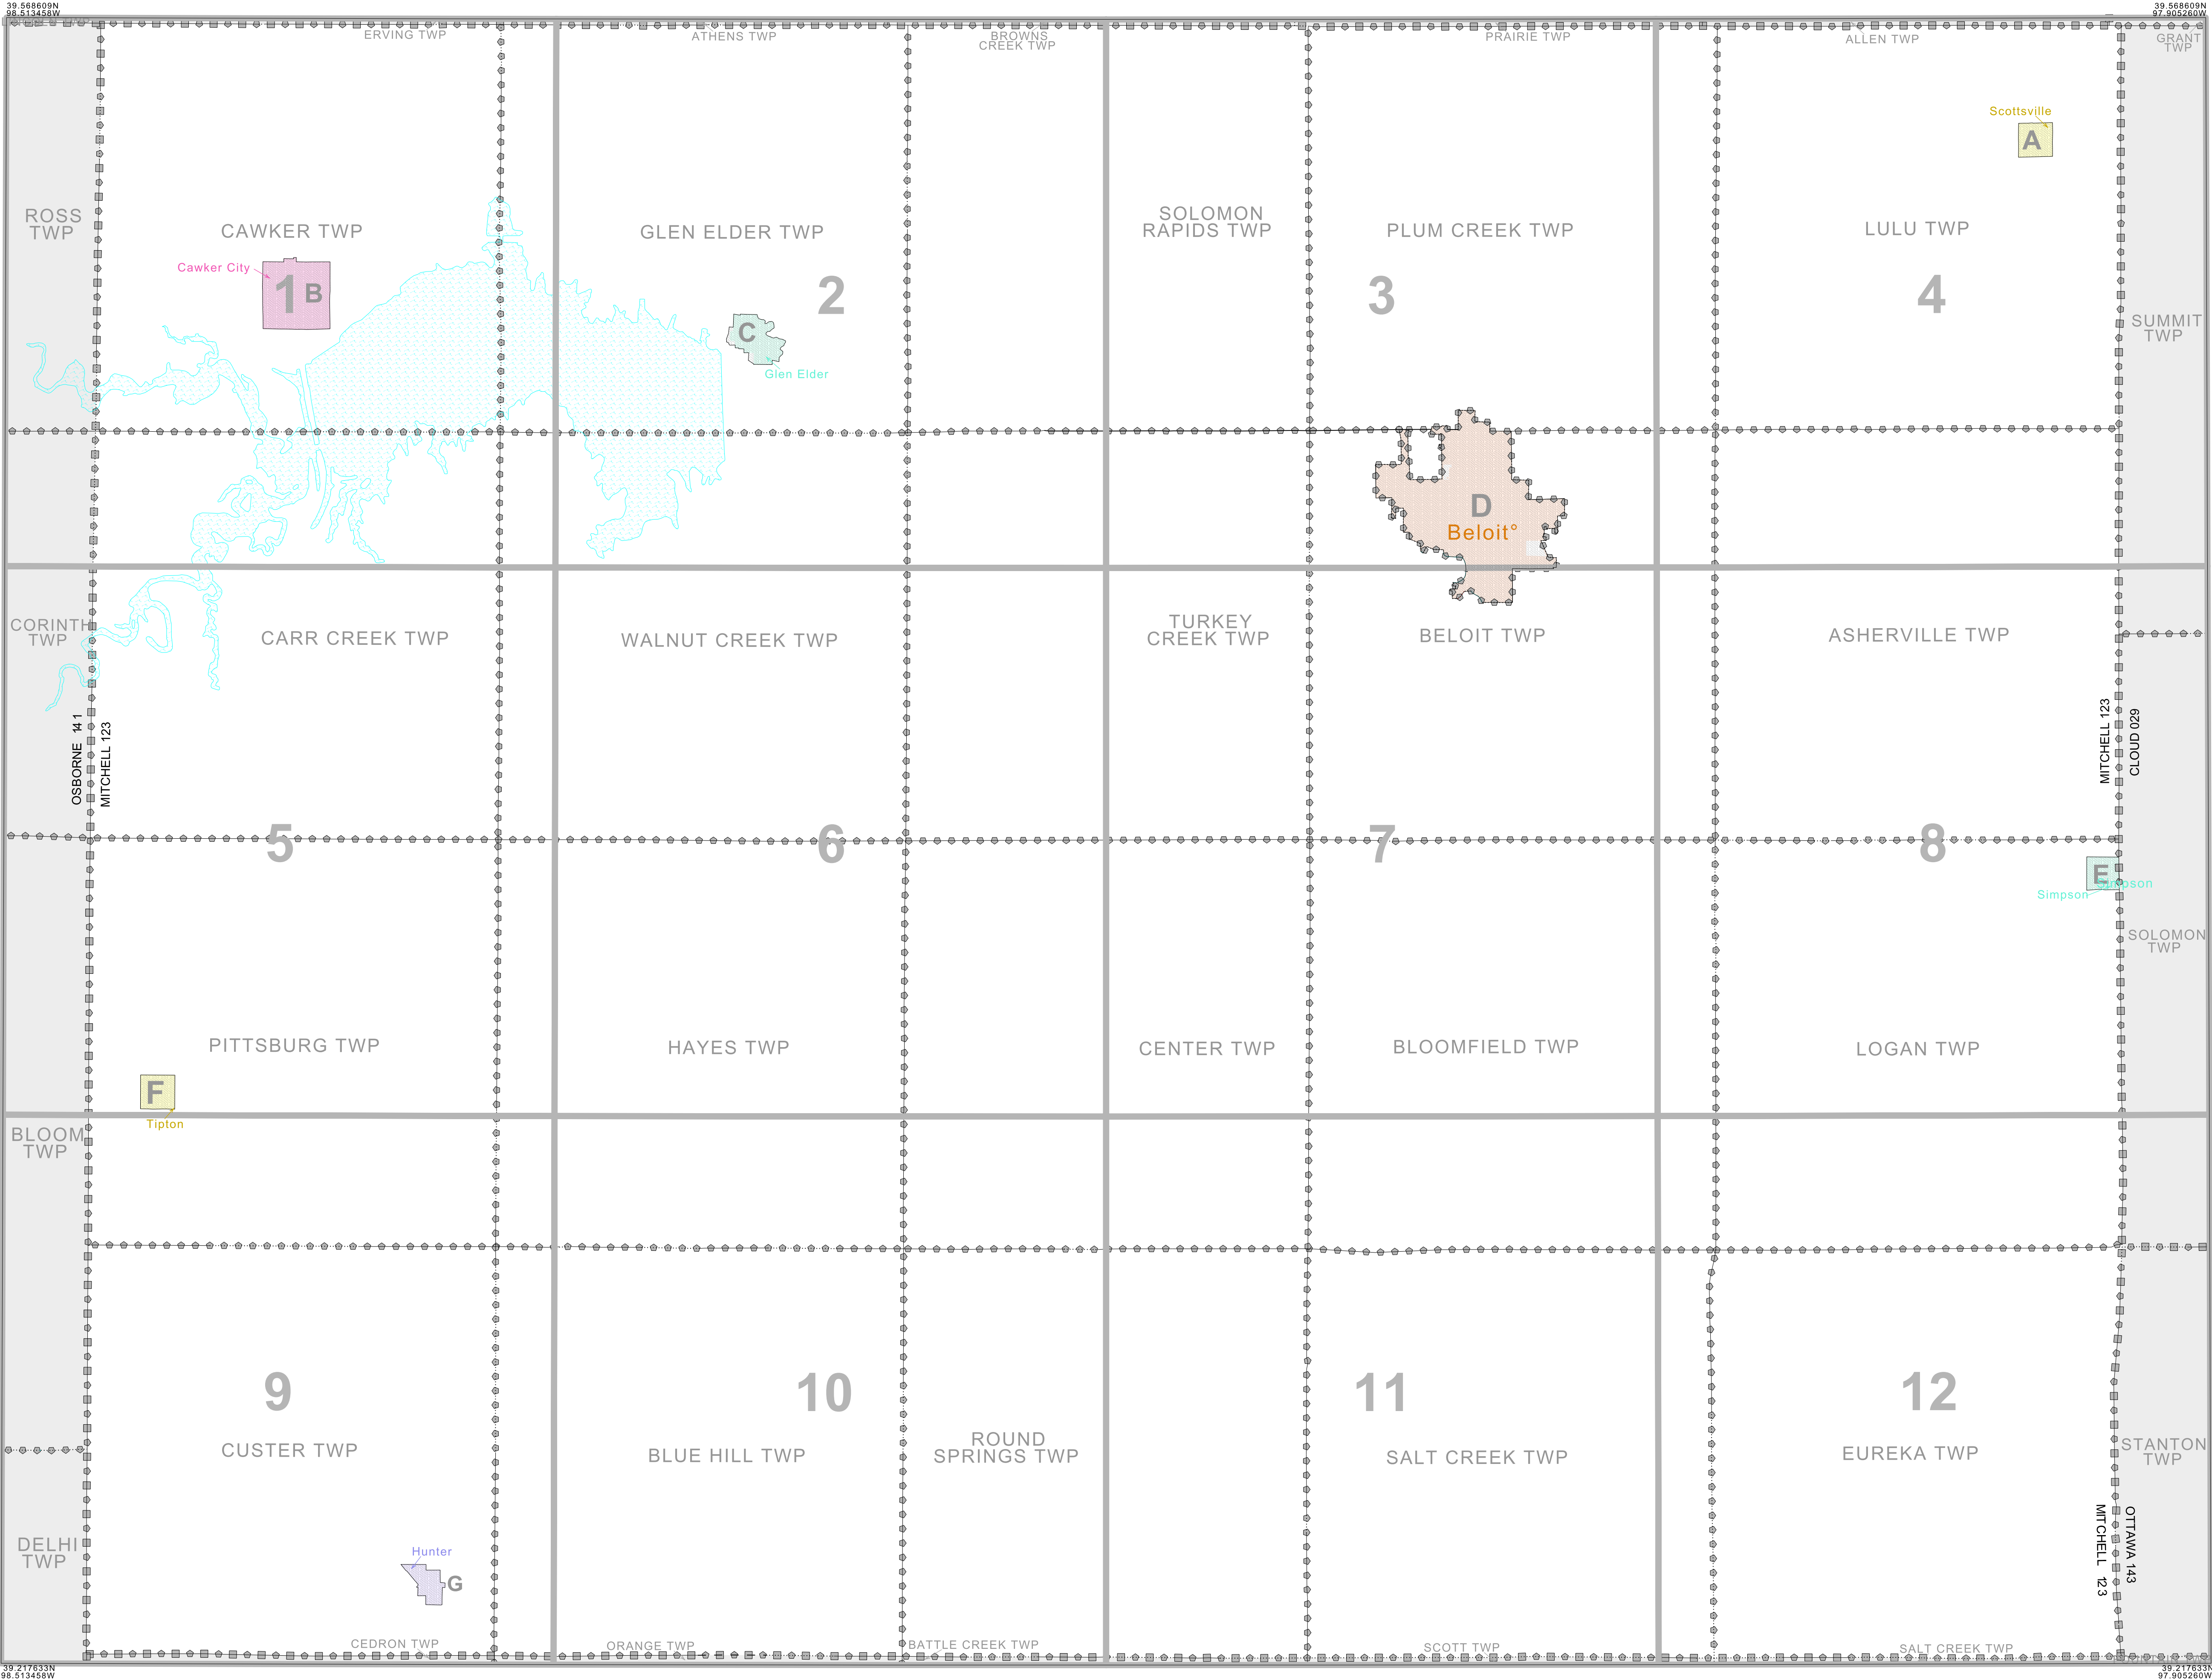 39.568609N
98.513458W
39.568609N
97.905260W
ERVING TWP
ATHENS TWP
BROWNS
CREEK TWP
PRAIRIE TWP
ALLEN TWP
GRANT
TWP
Scottsville
A
ROSS
TWP
CAWKER TWP
GLEN ELDER TWP
SOLOMON
RAPIDS TWP
PLUM CREEK TWP
LULU TWP
Cawker City
1
B
2
3
4
SUMMIT
TWP
C
Glen Elder
D
Beloit°
CORINTH
TWP
CARR CREEK TWP
WALNUT CREEK TWP
TURKEY
CREEK TWP
BELOIT TWP
ASHERVILLE TWP
OSBORNE 141
MITCHELL 123
MITCHELL 123
CLOUD 029
5
6
7
8
E
Simpson
Simpson
SOLOMON
TWP
PITTSBURG TWP
HAYES TWP
CENTER TWP
BLOOMFIELD TWP
LOGAN TWP
F
Tipton
BLOOM
TWP
9
10
11
12
CUSTER TWP
BLUE HILL TWP
ROUND
SPRINGS TWP
SALT CREEK TWP
EUREKA TWP
STANTON
TWP
DELHI
TWP
Hunter
G
MITCHELL 123
OTTAWA 143
CEDRON TWP
ORANGE TWP
BATTLE CREEK TWP
SCOTT TWP
SALT CREEK TWP
39.217633N
98.513458W
39.217633N
97.905260W